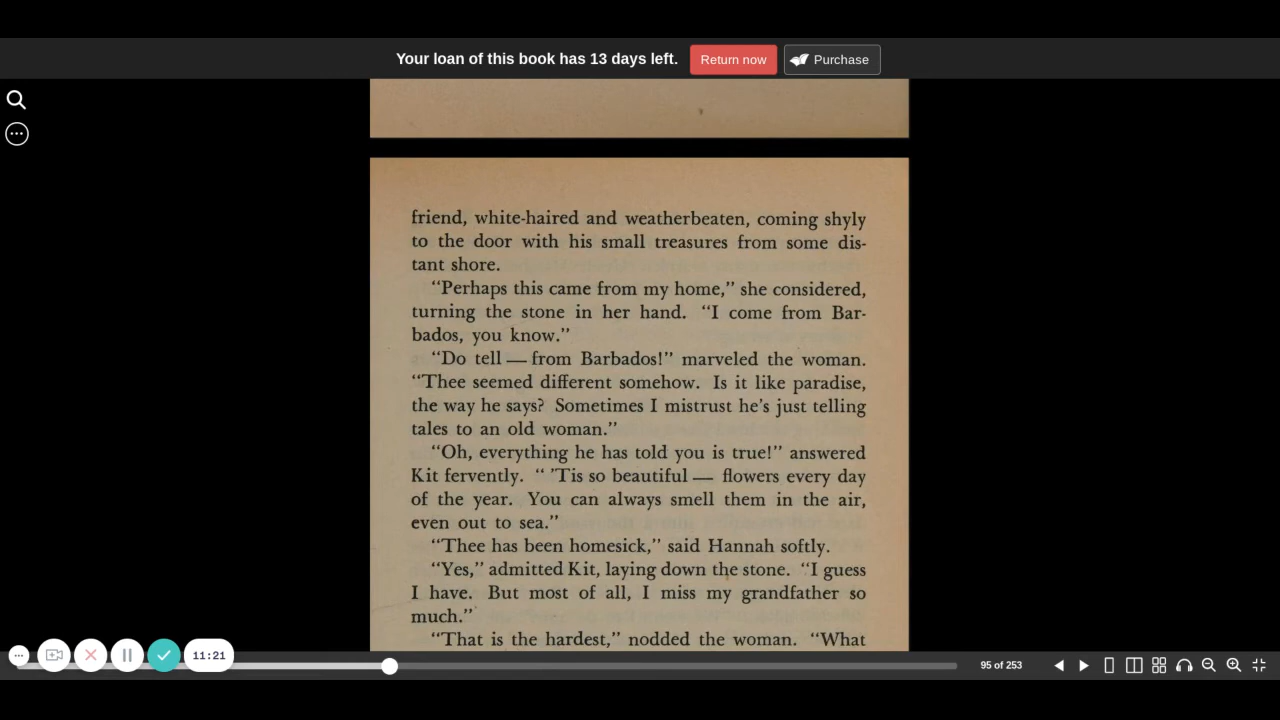 Your loan of this book has 13 days left. Return now Purchase
friend, white-haired and weatherbeaten, coming shyly
to the door with his small treasures from some dis-
tant shore.
“Perhaps this came from my home,” she considered,
turning the stone in her hand. “I come from Bar-
bados, you know.”
“Do tell — from Barbados!” marveled the woman.
“Thee seemed different somehow. Is it like paradise,
the way he says? Sometimes I mistrust he’s just telling
tales to an old woman.”
“Oh, everything he has told you is true!” answered
Kit fervently. “ ’Tis so beautiful — flowers every day
of the year. You can always smell them in the air,
even out to sea.”
“Thee has been homesick,” said Hannah softly.
“Yes,” admitted Kit, laying down the stone. “I guess
I have. But most of all, I miss my grandfather so
much.”
“That is the hardest,” nodded the woman. “What
11:21
95 of 253